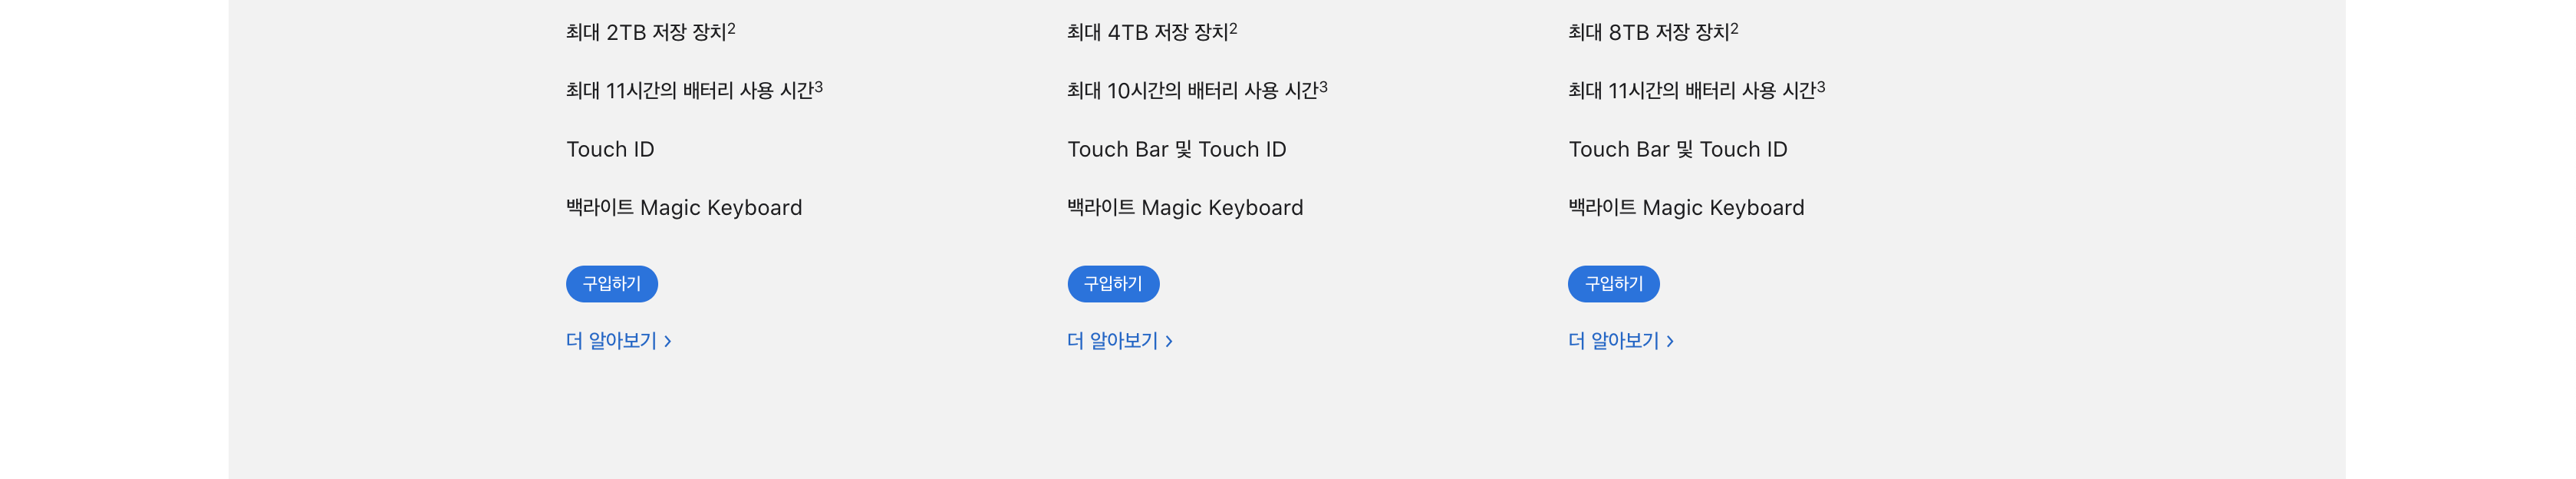 최대 2TB 저장 장치²
최대 11시간의 배터리 사용 시간³
Touch ID
백라이트 Magic Keyboard
구입하기
더 알아보기 >
최대 4TB 저장 장치²
최대 10시간의 배터리 사용 시간³
Touch Bar 및 Touch ID
백라이트 Magic Keyboard
구입하기
더 알아보기 >
최대 8TB 저장 장치²
최대 11시간의 배터리 사용 시간³
Touch Bar 및 Touch ID
백라이트 Magic Keyboard
구입하기
더 알아보기 >